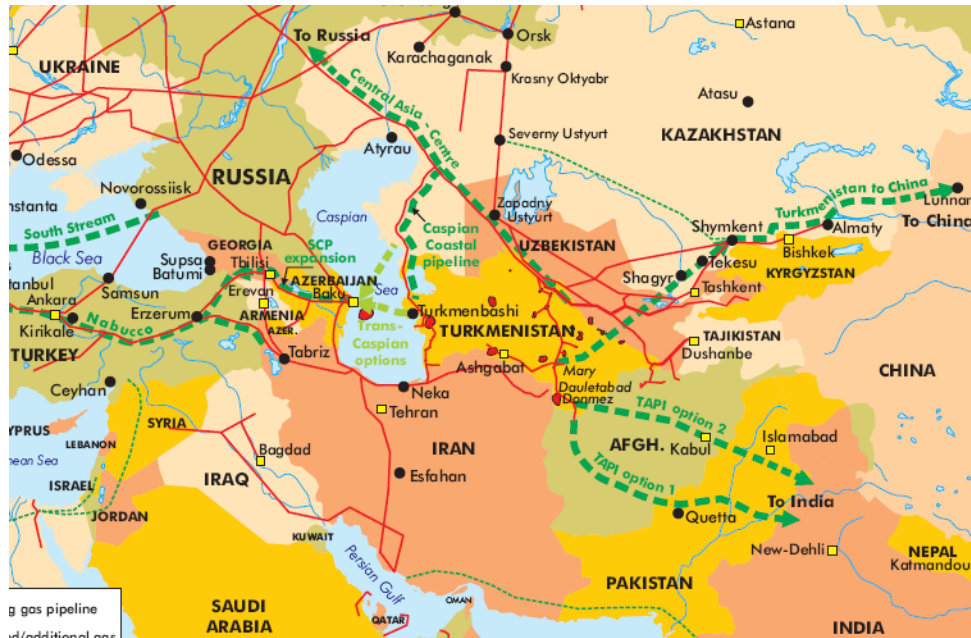 To Russia
Orsk
Astana
Karachaganak
UKRAINE
Krasny Oktyabr
Central Asia - Centre
Atasu
KAZAKHSTAN
Atyrau
Severny Ustyurt
Odessa
RUSSIA
Novorossiisk
Turkmenistan to China
Lunnan
To China
Caspian
Zapadny
Ustyurt
Shymkent
Almaty
South Stream
Black Sea
GEORGIA
SCP
expansion
Caspian
Coastal
pipeline
UZBEKISTAN
Bishkek
Supsa
Batumi
Tbilisi
Shagyr
Tekesu
KYRGYZSTAN
AZERBAIJAN
Baku
Sea
Tashkent
Ankara
Samsun
Erevan
ARMENIA
AZER.
Kirikale
Nabucco
Erzerum
Turkmenbashi
TURKMENISTAN
TAJIKISTAN
Dushanbe
Trans-
Caspian
options
TURKEY
Tabriz
Ashgabat
Mary
Dauletabad
Donmez
CHINA
Ceyhan
Neka
Tehran
SYRIA
TAPI option 2
AFGH.
Kabul
Islamabad
LEBANON
Bagdad
IRAN
ISRAEL
IRAQ
Esfahan
TAPI option 1
To India
JORDAN
Quetta
KUWAIT
New-Dehli
NEPAL
Katmandou
Persian Gulf
PAKISTAN
OMAN
SAUDI
ARABIA
QATAR
INDIA
g gas pipeline